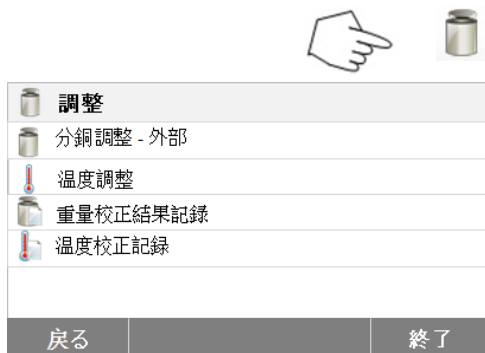 調整
分銅調整 - 外部
温度調整
重量校正結果記録
温度校正記録
戻る 終了